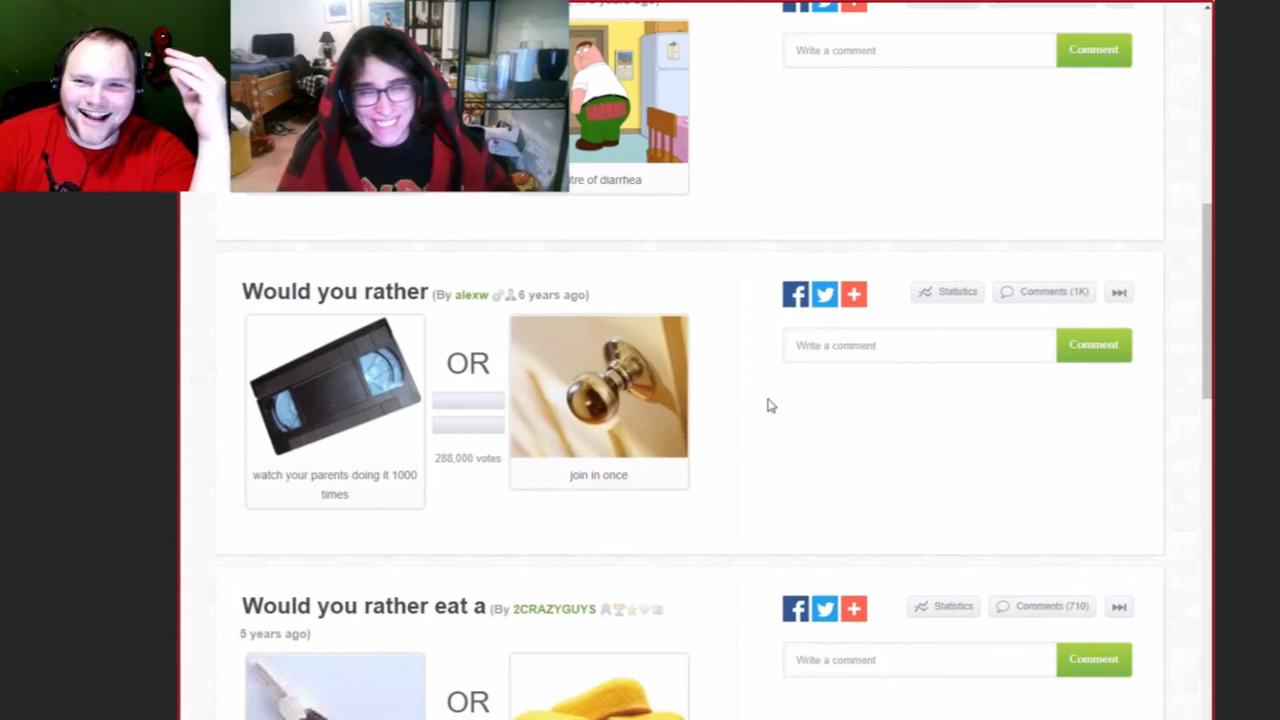 Write a comment
Comment
of diarrhea
Would you rather (By alexw 6 years ago)
Statistics
Comments (1K)
Write a comment
Comment
OR
288,000 votes
watch your parents doing it 1000
times
join in once
Would you rather eat a (By 2CRAZYGUYS
5 years ago)
Statistics
Comments (710)
Write a comment
Comment
OR